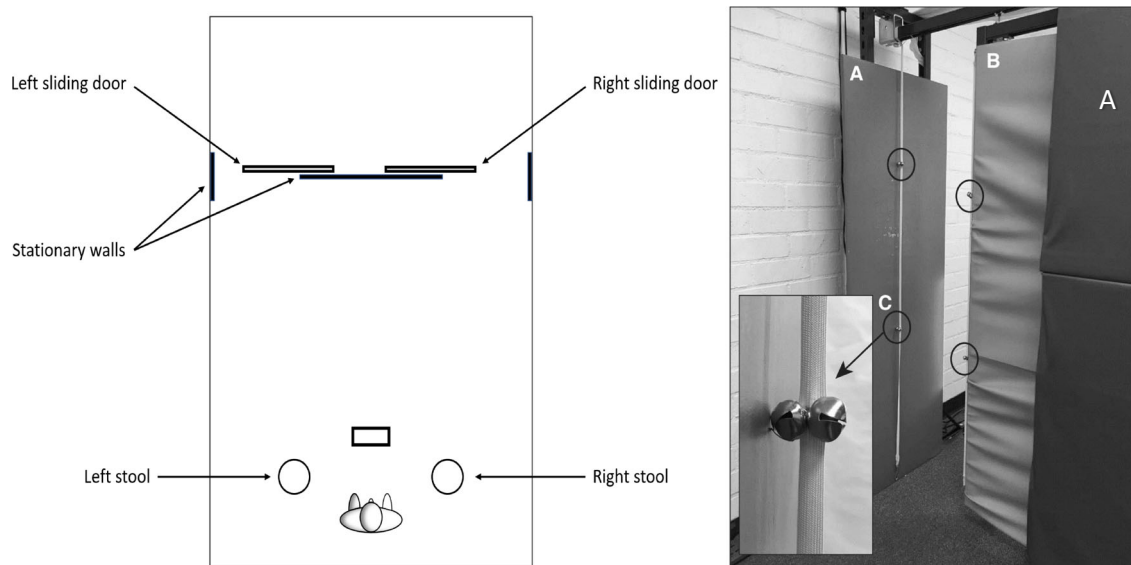 Left sliding door
Right sliding door
Stationary walls
Left stool
Right stool
A
B
A
C